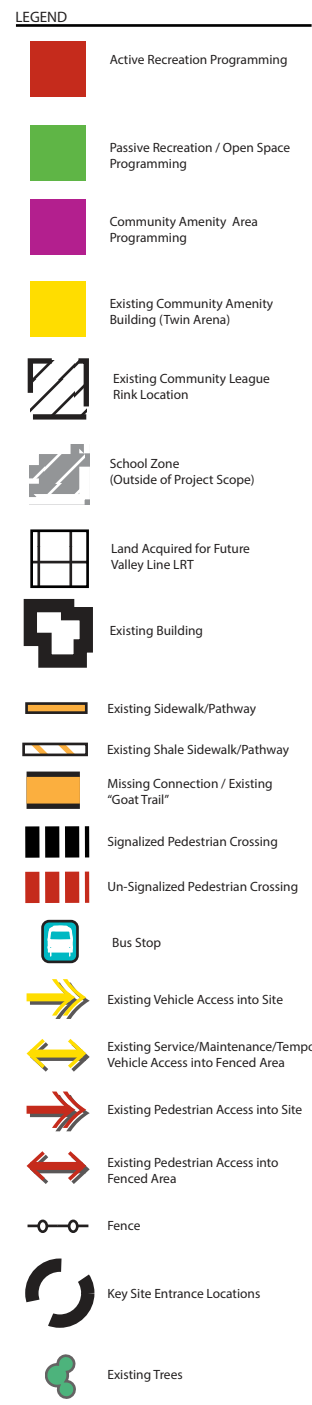 LEGEND
Active Recreation Programming
Passive Recreation / Open Space
Programming
Community Amenity Area
Programming
Existing Community Amenity
Building (Twin Arena)
Existing Community League
Rink Location
School Zone
(Outside of Project Scope)
Land Acquired for Future
Valley Line LRT
Existing Building
Existing Sidewalk/Pathway
Existing Shale Sidewalk/Pathway
Missing Connection / Existing
“Goat Trail”
Signalized Pedestrian Crossing
Un-Signalized Pedestrian Crossing
Bus Stop
Existing Vehicle Access into Site
Existing Service/Maintenance/Tempo
Vehicle Access into Fenced Area
Existing Pedestrian Access into Site
Existing Pedestrian Access into
Fenced Area
Fence
Key Site Entrance Locations
Existing Trees